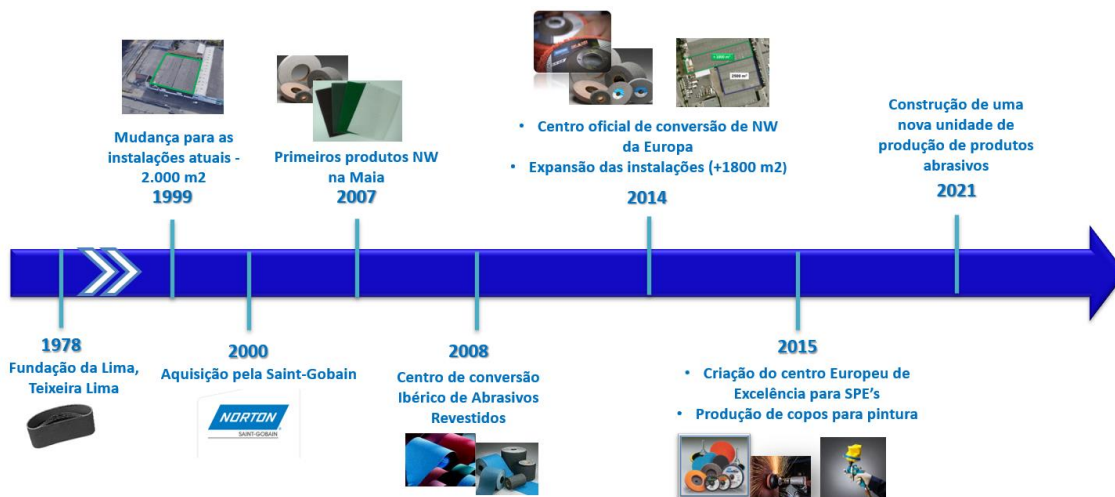 Mudança para as
instalações atuais -
2.000 m2
1999
Primeiros produtos NW
na Maia
2007
• Centro oficial de conversão de NW
da Europa
• Expansão das instalações (+1800 m2)
2014
Construção de uma
nova unidade de
produção de produtos
abrasivos
2021
1978
Fundação da Lima,
Teixeira Lima
2000
Aquisição pela Saint-Gobain
NORTON
SAINT-GOBAIN
2008
Centro de conversão
Ibérico de Abrasivos
Revestidos
2015
• Criação do centro Europeu de
Excelência para SPE’s
• Produção de copos para pintura